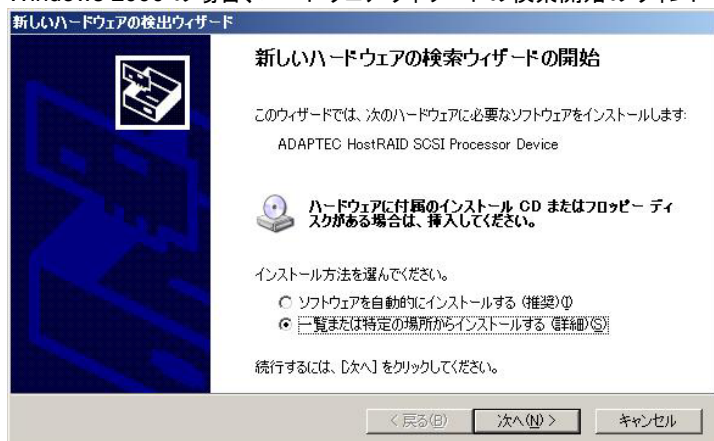 新しいハードウェアの検出ウィザード
新しいハードウェアの検索ウィザードの開始
このウィザードでは、次のハードウェアに必要なソフトウェアをインストールします:
ADAPTEC HostRAID SCSI Processor Device
ハードウェアに付属のインストール CD またはフロッピー ディ
スクがある場合は、挿入してください。
インストール方法を選んでください。
ソフトウェアを自動的にインストールする (推奨)(I)
一覧または特定の場所からインストールする (詳細)(S)
続行するには、[次へ] をクリックしてください。
< 戻る(B) 次へ(N) > キャンセル